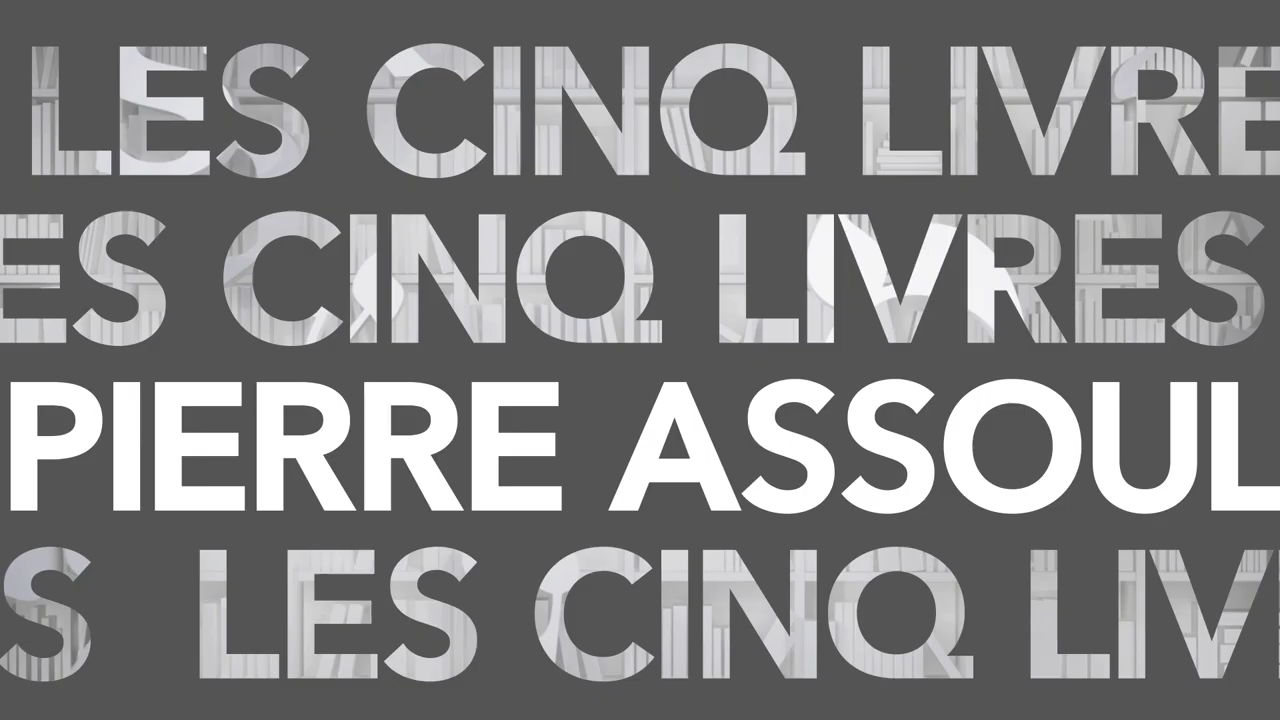 LES CINQ LIVRE
ES CINQ LIVRES
PIERRE ASSOUL
S LES CINQ LIV